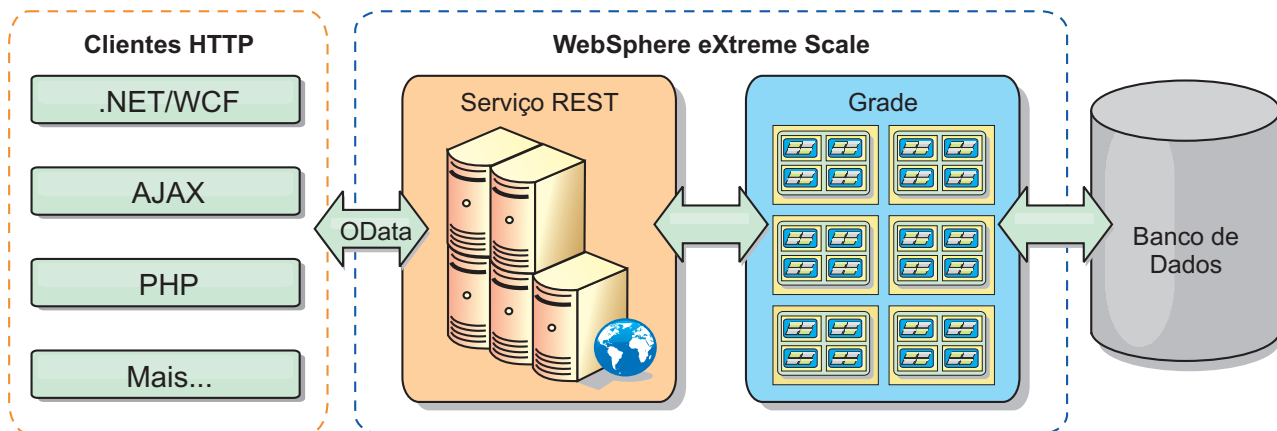 Clientes HTTP
.NET/WCF
AJAX
PHP
Mais...
OData
WebSphere eXtreme Scale
Serviço REST
Grade
Banco de
Dados